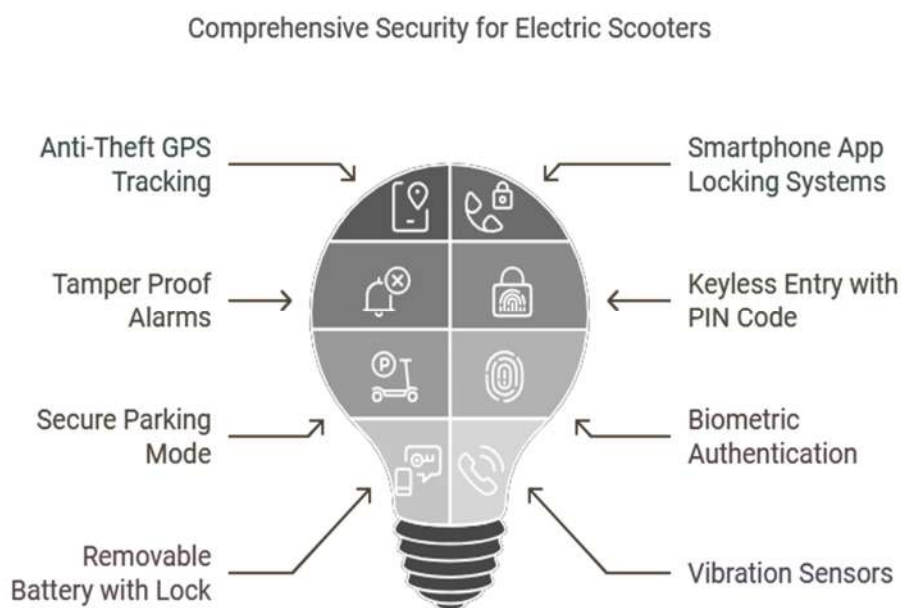 Comprehensive Security for Electric Scooters
Anti-Theft GPS
Tracking
Smartphone App
Locking Systems
Tamper Proof
Alarms
Keyless Entry with
PIN Code
P
Secure Parking
Mode
Biometric
Authentication
Removable
Battery with Lock
Vibration Sensors